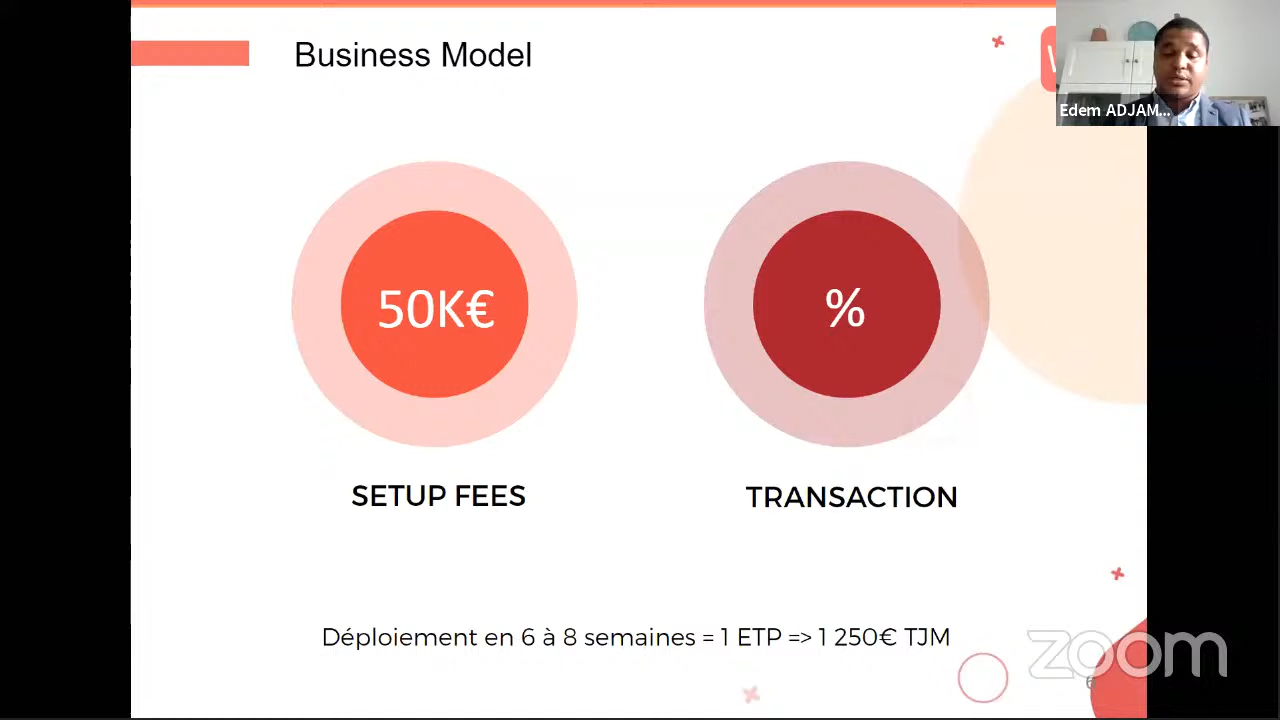 Business Model
Edem ADJAM...
50K€
%
SETUP FEES
TRANSACTION
Déploiement en 6 à 8 semaines = 1 ETP => 1 250€ TJM
zoom